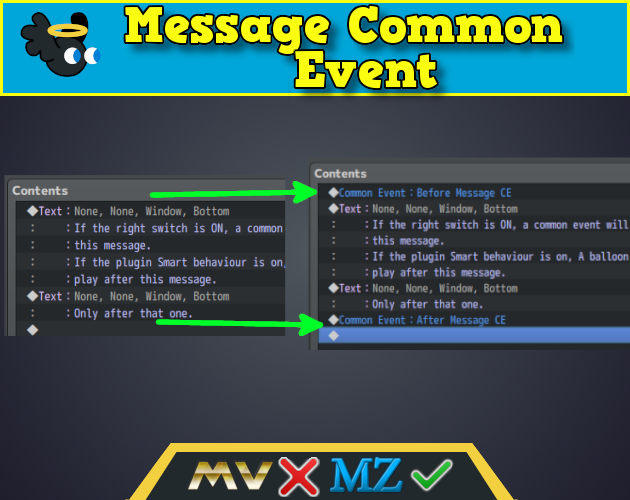 Message Common
Event
Contents
◆Text：None, None, Window, Bottom
：　　：If the right switch is ON, a common
：　　：this message.
：　　：If the plugin Smart behaviour is on,
：　　：play after this message.
◆Text：None, None, Window, Bottom
：　　：Only after that one.
◆
Contents
◆Common Event：Before Message CE
◆Text：None, None, Window, Bottom
：　　：If the right switch is ON, a common event will
：　　：this message.
：　　：If the plugin Smart behaviour is on, A balloon
：　　：play after this message.
◆Text：None, None, Window, Bottom
：　　：Only after that one.
◆Common Event：After Message CE
◆
MV MZ